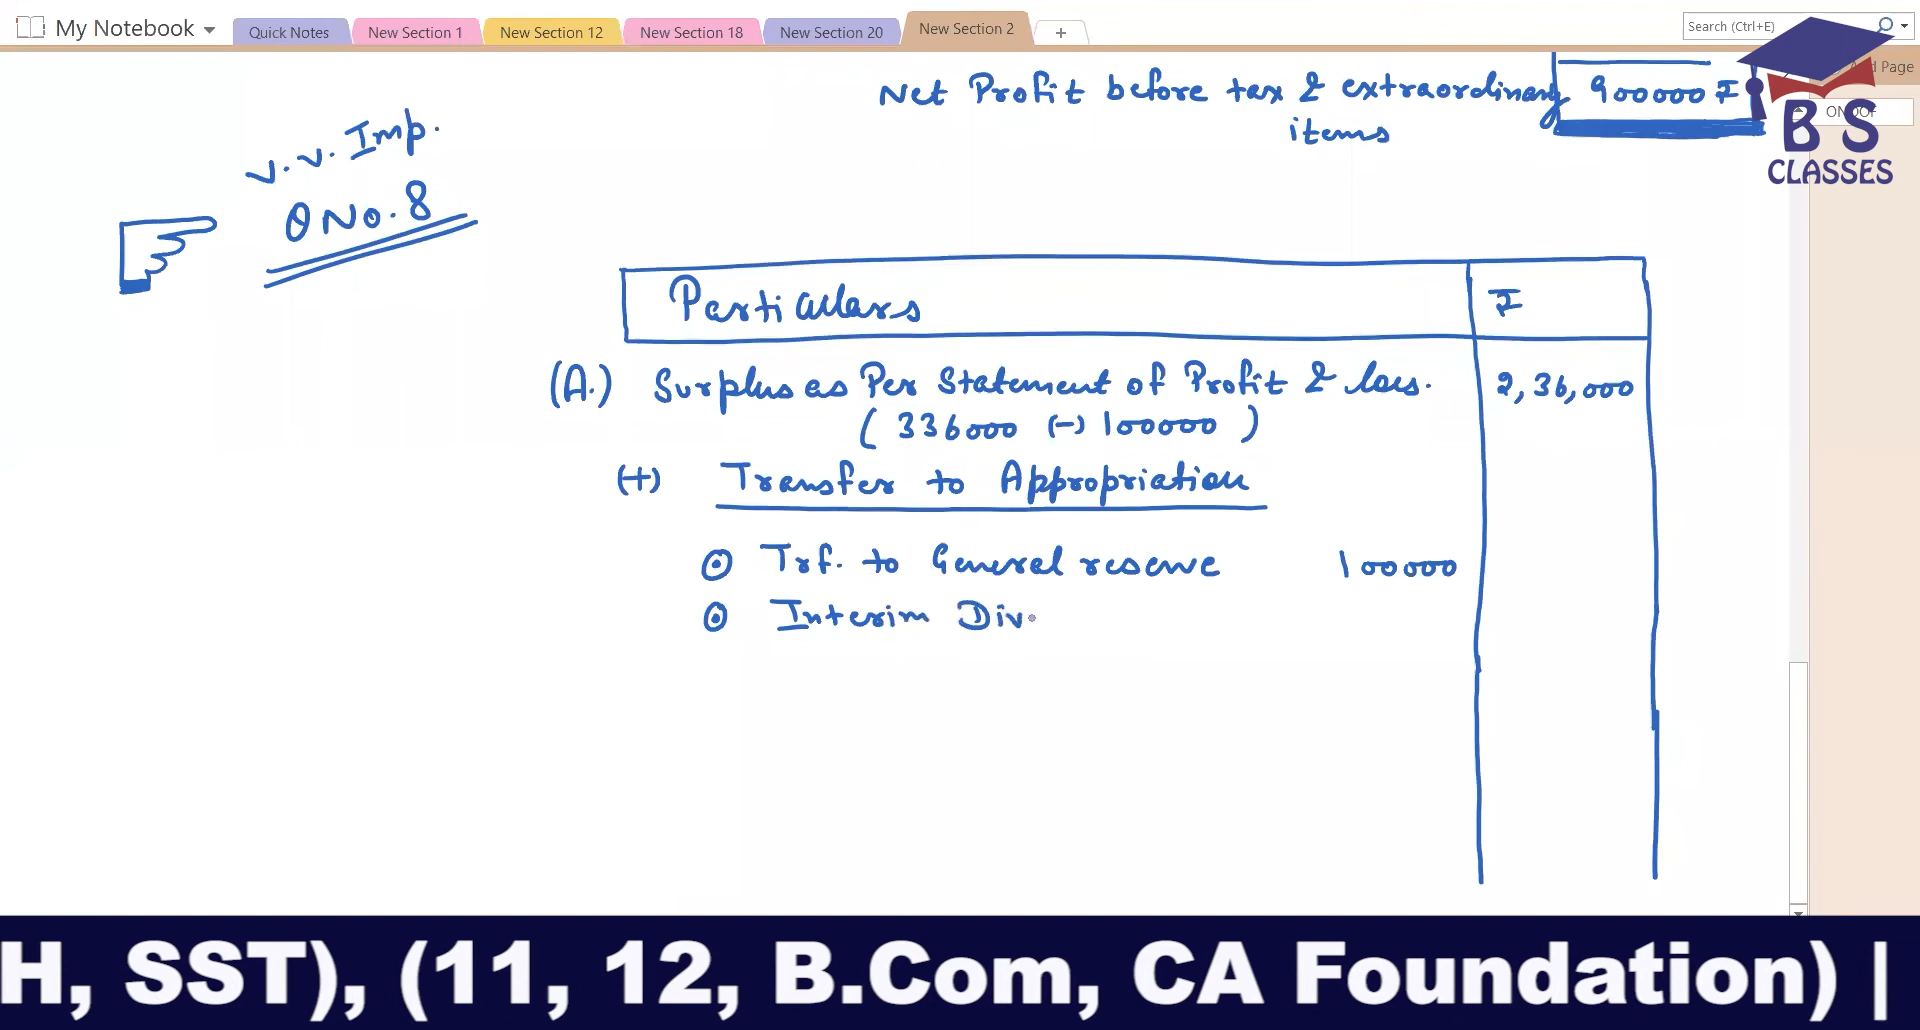 My Notebook
Quick Notes
New Section 1
New Section 12
New Section 18
New Section 20
New Section 2
+
Search (Ctrl+E)
d Page
BS
CLASSES
Net Profit before tax & extraordinary 900000 ₹
items
V.V. Imp.
Q No. 8
Particulars ₹
(A.) Surplus as Per Statement of Profit & loss. 2,36,000
( 336000 (-) 100000 )
(+) Transfer to Appropriation
Trf. to General reserve 100000
Interim Div
H, SST), (11, 12, B.Com, CA Foundation) |